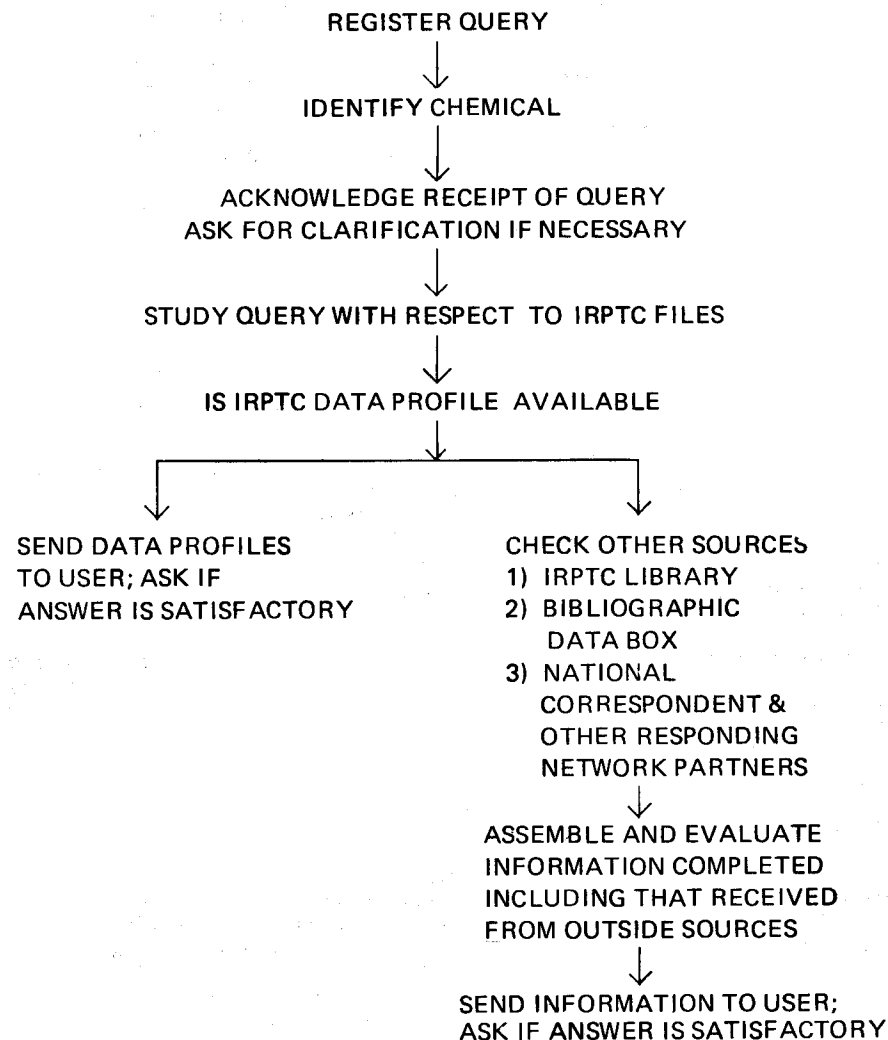 REGISTER QUERY
IDENTIFY CHEMICAL
ACKNOWLEDGE RECEIPT OF QUERY
ASK FOR CLARIFICATION IF NECESSARY
STUDY QUERY WITH RESPECT TO IRPTC FILES
IS IRPTC DATA PROFILE AVAILABLE
SEND DATA PROFILES
TO USER; ASK IF
ANSWER IS SATISFACTORY
CHECK OTHER SOURCES
1) IRPTC LIBRARY
2) BIBLIOGRAPHIC
DATA BOX
3) NATIONAL
CORRESPONDENT &
OTHER RESPONDING
NETWORK PARTNERS
ASSEMBLE AND EVALUATE
INFORMATION COMPLETED
INCLUDING THAT RECEIVED
FROM OUTSIDE SOURCES
SEND INFORMATION TO USER;
ASK IF ANSWER IS SATISFACTORY